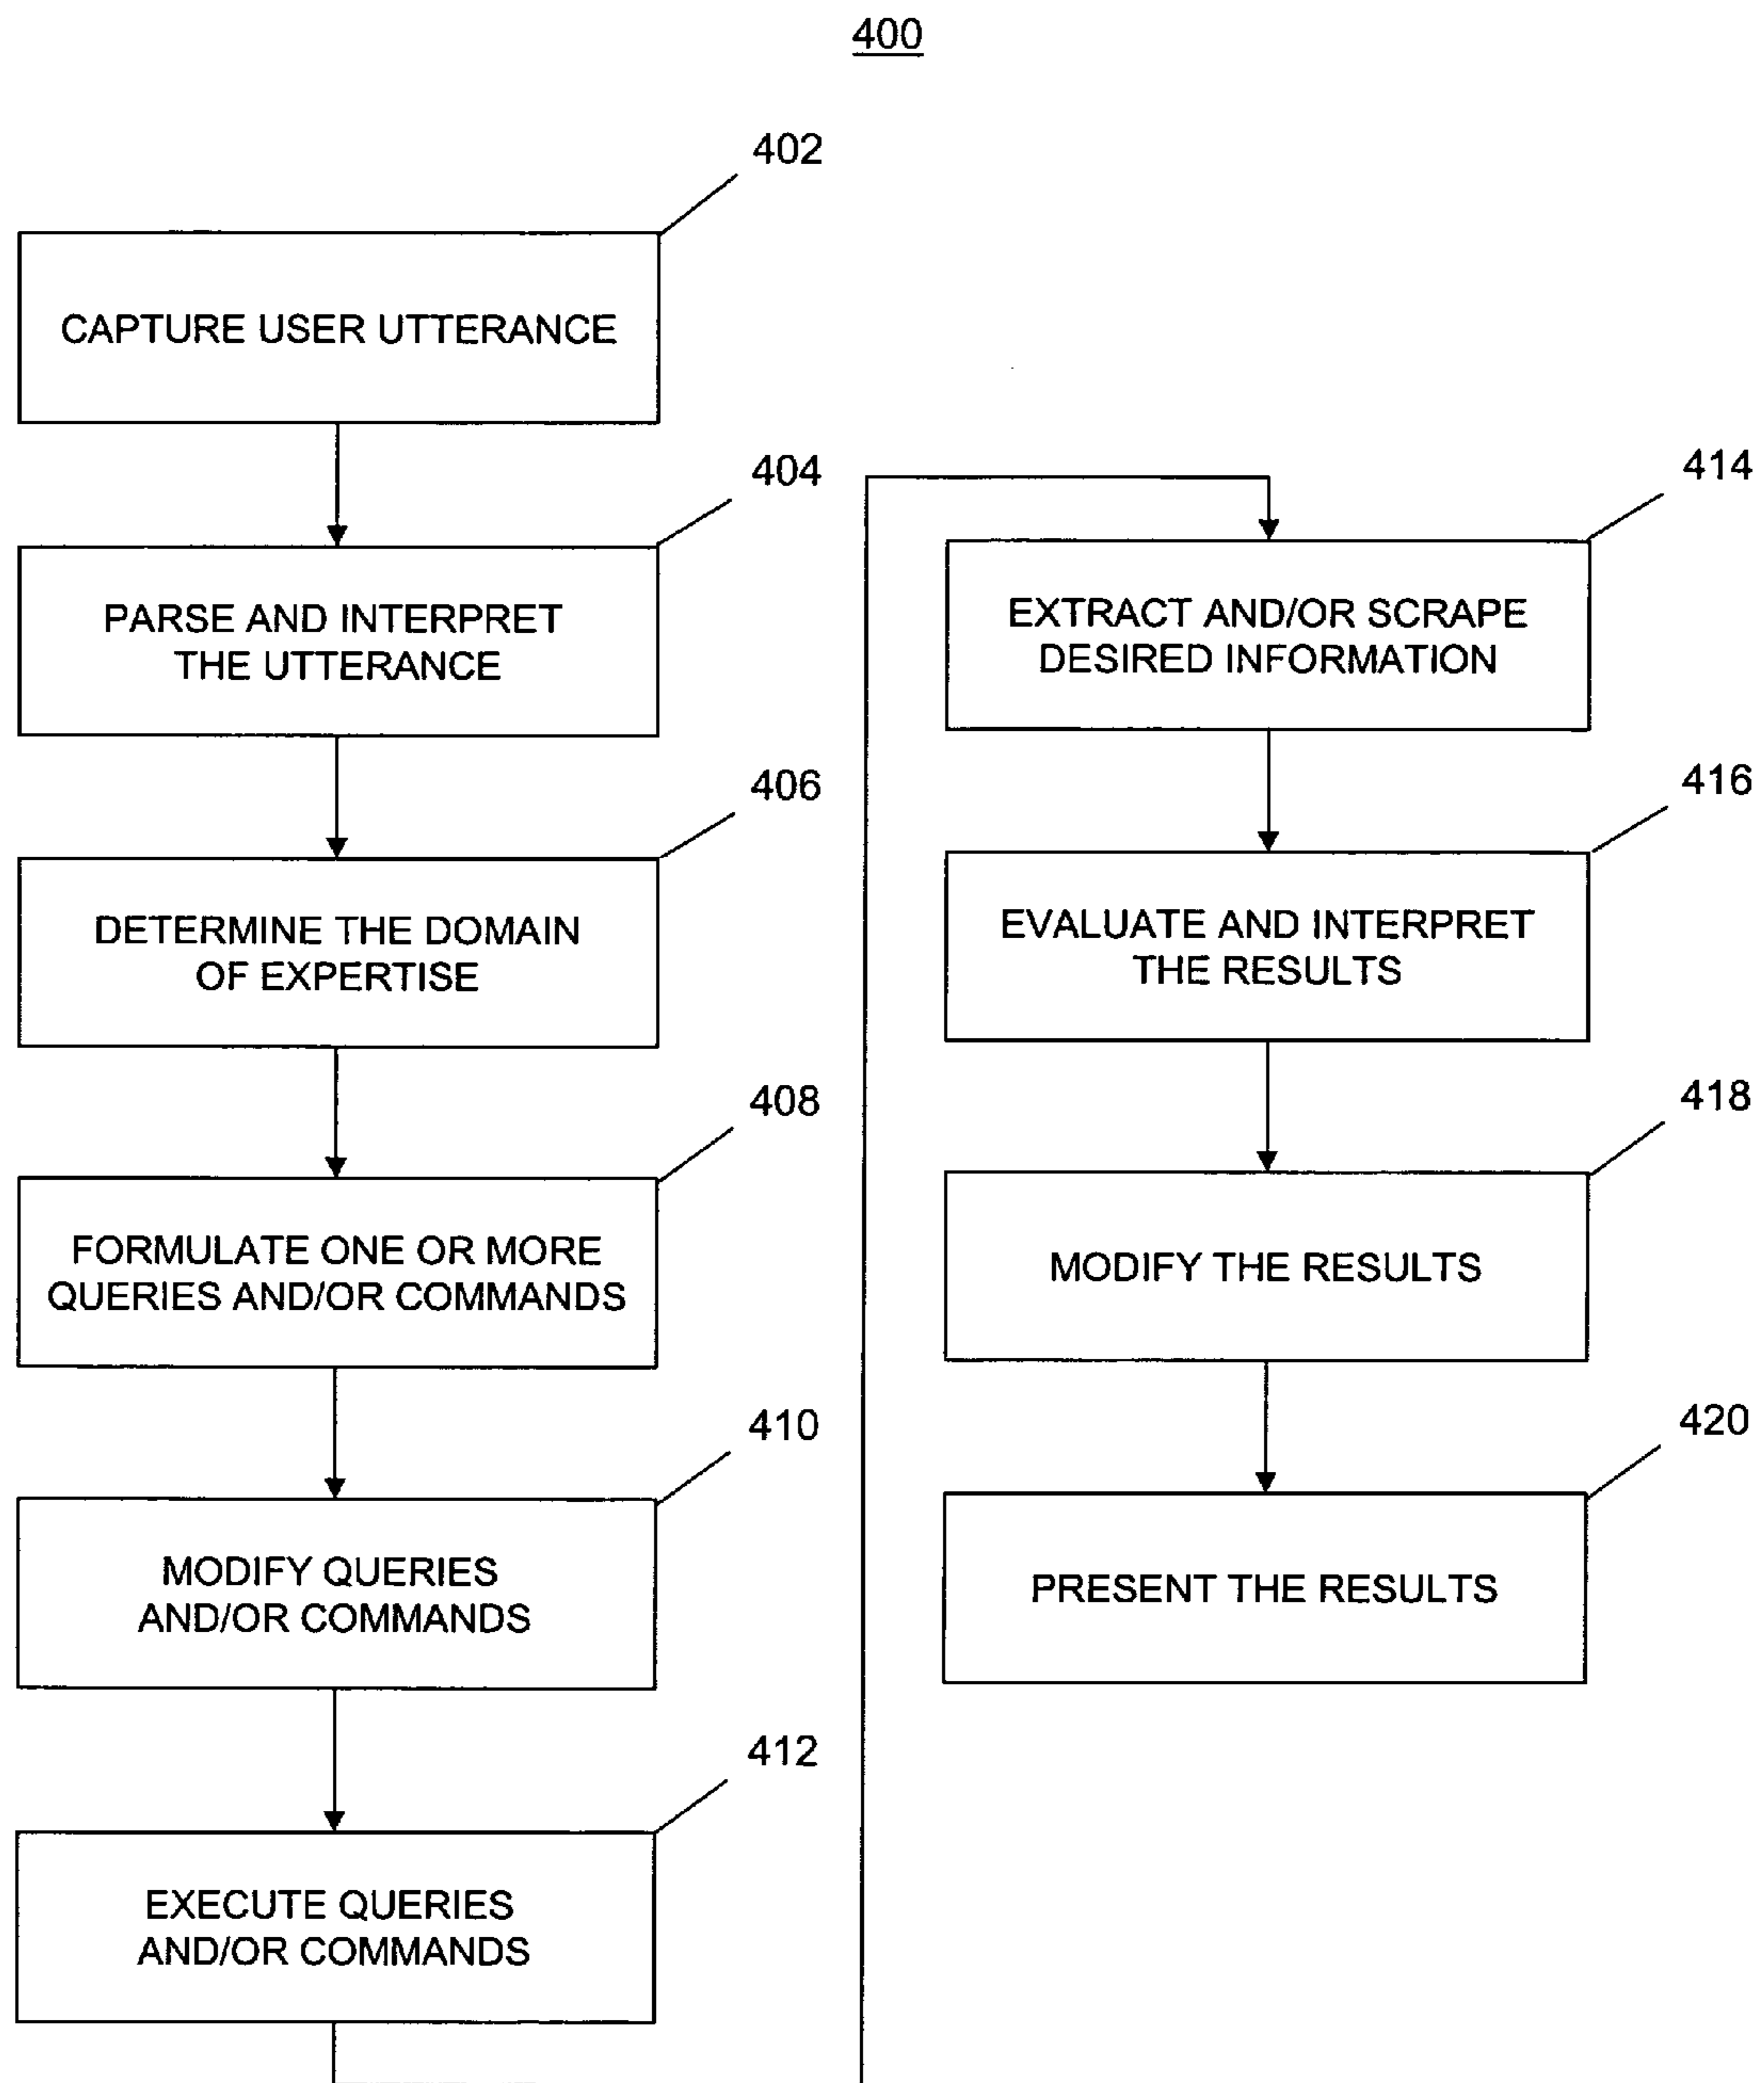 400
402
CAPTURE USER UTTERANCE
404
PARSE AND INTERPRET
THE UTTERANCE
406
DETERMINE THE DOMAIN
OF EXPERTISE
408
FORMULATE ONE OR MORE
QUERIES AND/OR COMMANDS
410
MODIFY QUERIES
AND/OR COMMANDS
412
EXECUTE QUERIES
AND/OR COMMANDS
414
EXTRACT AND/OR SCRAPE
DESIRED INFORMATION
416
EVALUATE AND INTERPRET
THE RESULTS
418
MODIFY THE RESULTS
420
PRESENT THE RESULTS